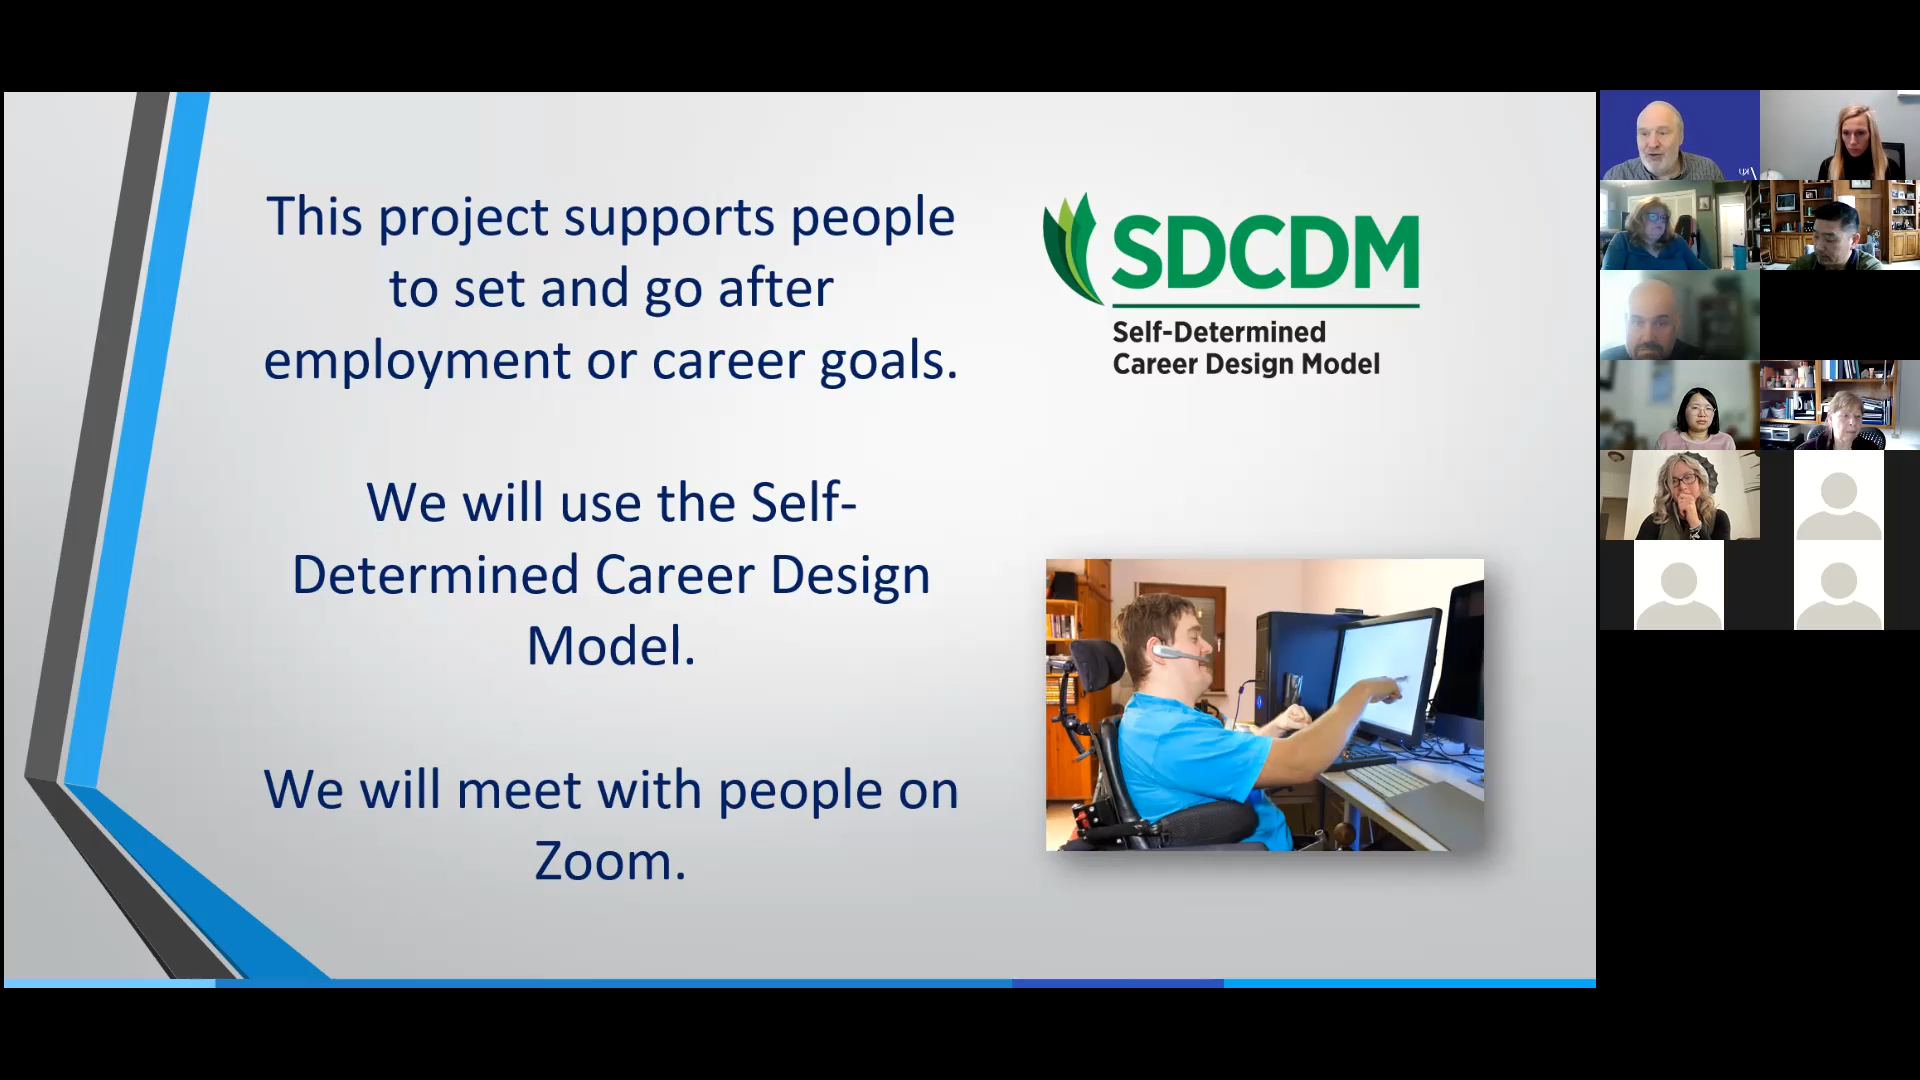 This project supports people
to set and go after
employment or career goals.
We will use the Self-
Determined Career Design
Model.
We will meet with people on
Zoom.
SDCDM
Self-Determined
Career Design Model